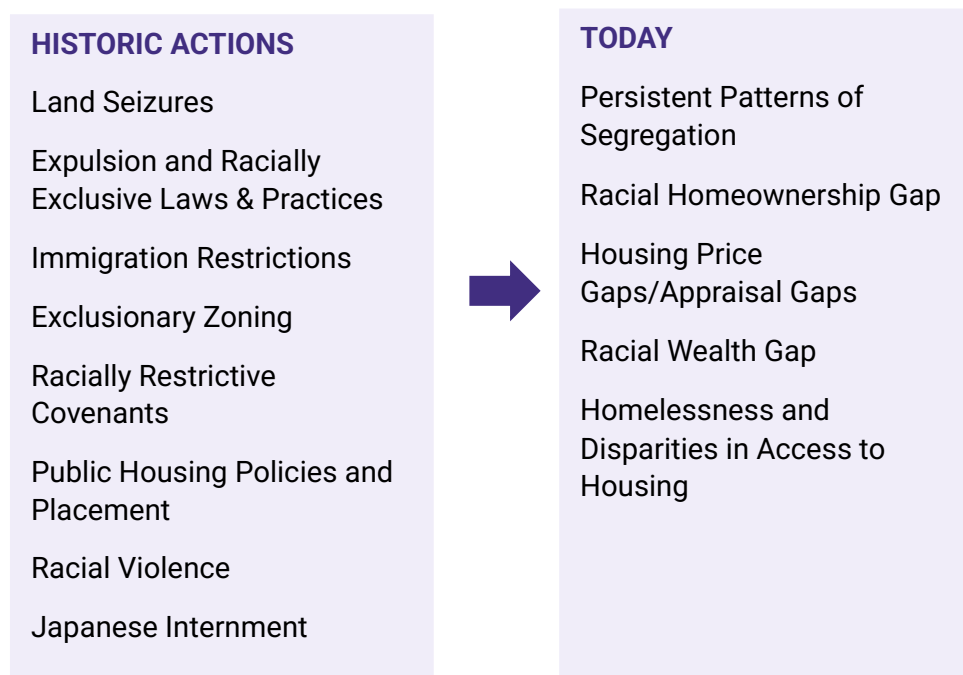 HISTORIC ACTIONS
Land Seizures
Expulsion and Racially
Exclusive Laws & Practices
Immigration Restrictions
Exclusionary Zoning
Racially Restrictive
Covenants
Public Housing Policies and
Placement
Racial Violence
Japanese Internment
TODAY
Persistent Patterns of
Segregation
Racial Homeownership Gap
Housing Price
Gaps/Appraisal Gaps
Racial Wealth Gap
Homelessness and
Disparities in Access to
Housing